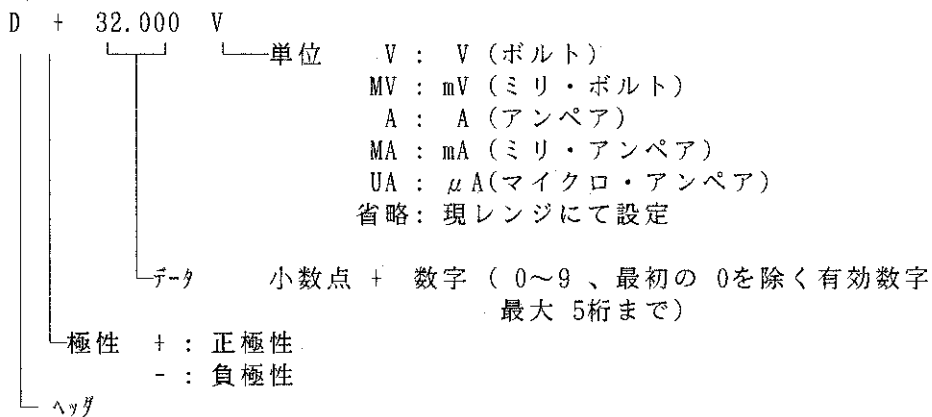 D + 32.000 V
単位 V : V (ボルト)
MV : mV (ミリ・ボルト)
A : A (アンペア)
MA : mA (ミリ・アンペア)
UA : μA(マイクロ・アンペア)
省略: 現レンジにて設定
データ 小数点 + 数字 ( 0〜9 、最初の 0を除く有効数字
最大 5桁まで)
極性 + : 正極性
- : 負極性
ヘッダ